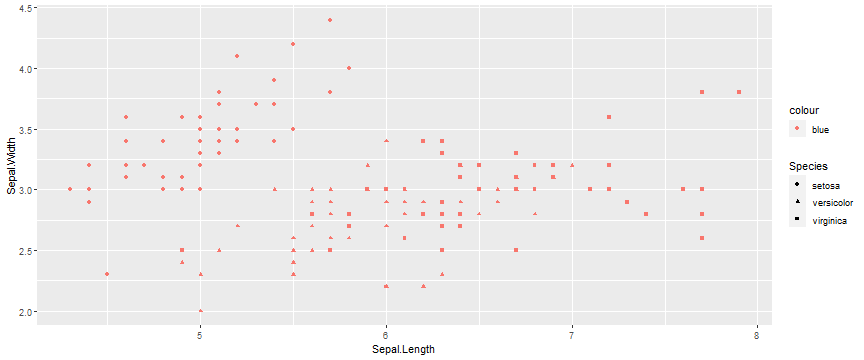 4.5
4.0
3.5
3.0
2.5
2.0
Sepal.Width
5
6
7
8
Sepal.Length
colour
blue
Species
setosa
versicolor
virginica